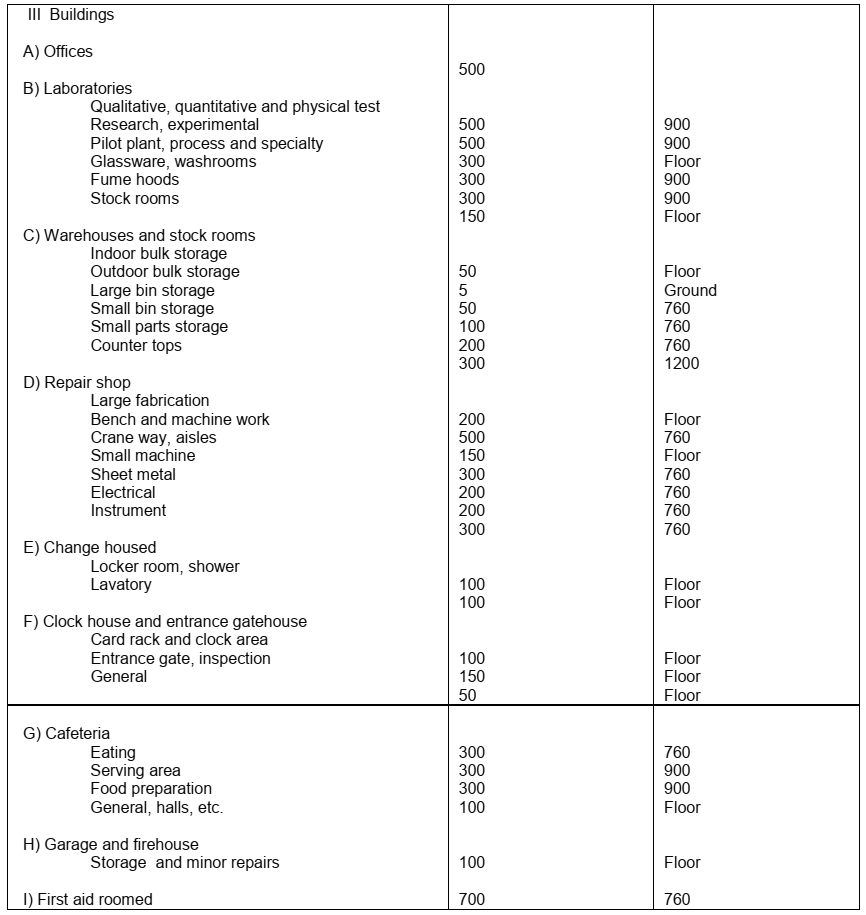 III Buildings
A) Offices
500
B) Laboratories
Qualitative, quantitative and physical test
Research, experimental 500 900
Pilot plant, process and specialty 500 900
Glassware, washrooms 300 Floor
Fume hoods 300 900
Stock rooms 300 900
150 Floor
C) Warehouses and stock rooms
Indoor bulk storage
Outdoor bulk storage 50 Floor
Large bin storage 5 Ground
Small bin storage 50 760
Small parts storage 100 760
Counter tops 200 760
300 1200
D) Repair shop
Large fabrication
Bench and machine work 200 Floor
Crane way, aisles 500 760
Small machine 150 Floor
Sheet metal 300 760
Electrical 200 760
Instrument 200 760
300 760
E) Change housed
Locker room, shower
Lavatory 100 Floor
100 Floor
F) Clock house and entrance gatehouse
Card rack and clock area
Entrance gate, inspection 100 Floor
General 150 Floor
50 Floor
G) Cafeteria
Eating 300 760
Serving area 300 900
Food preparation 300 900
General, halls, etc. 100 Floor
H) Garage and firehouse
Storage and minor repairs 100 Floor
I) First aid roomed 700 760